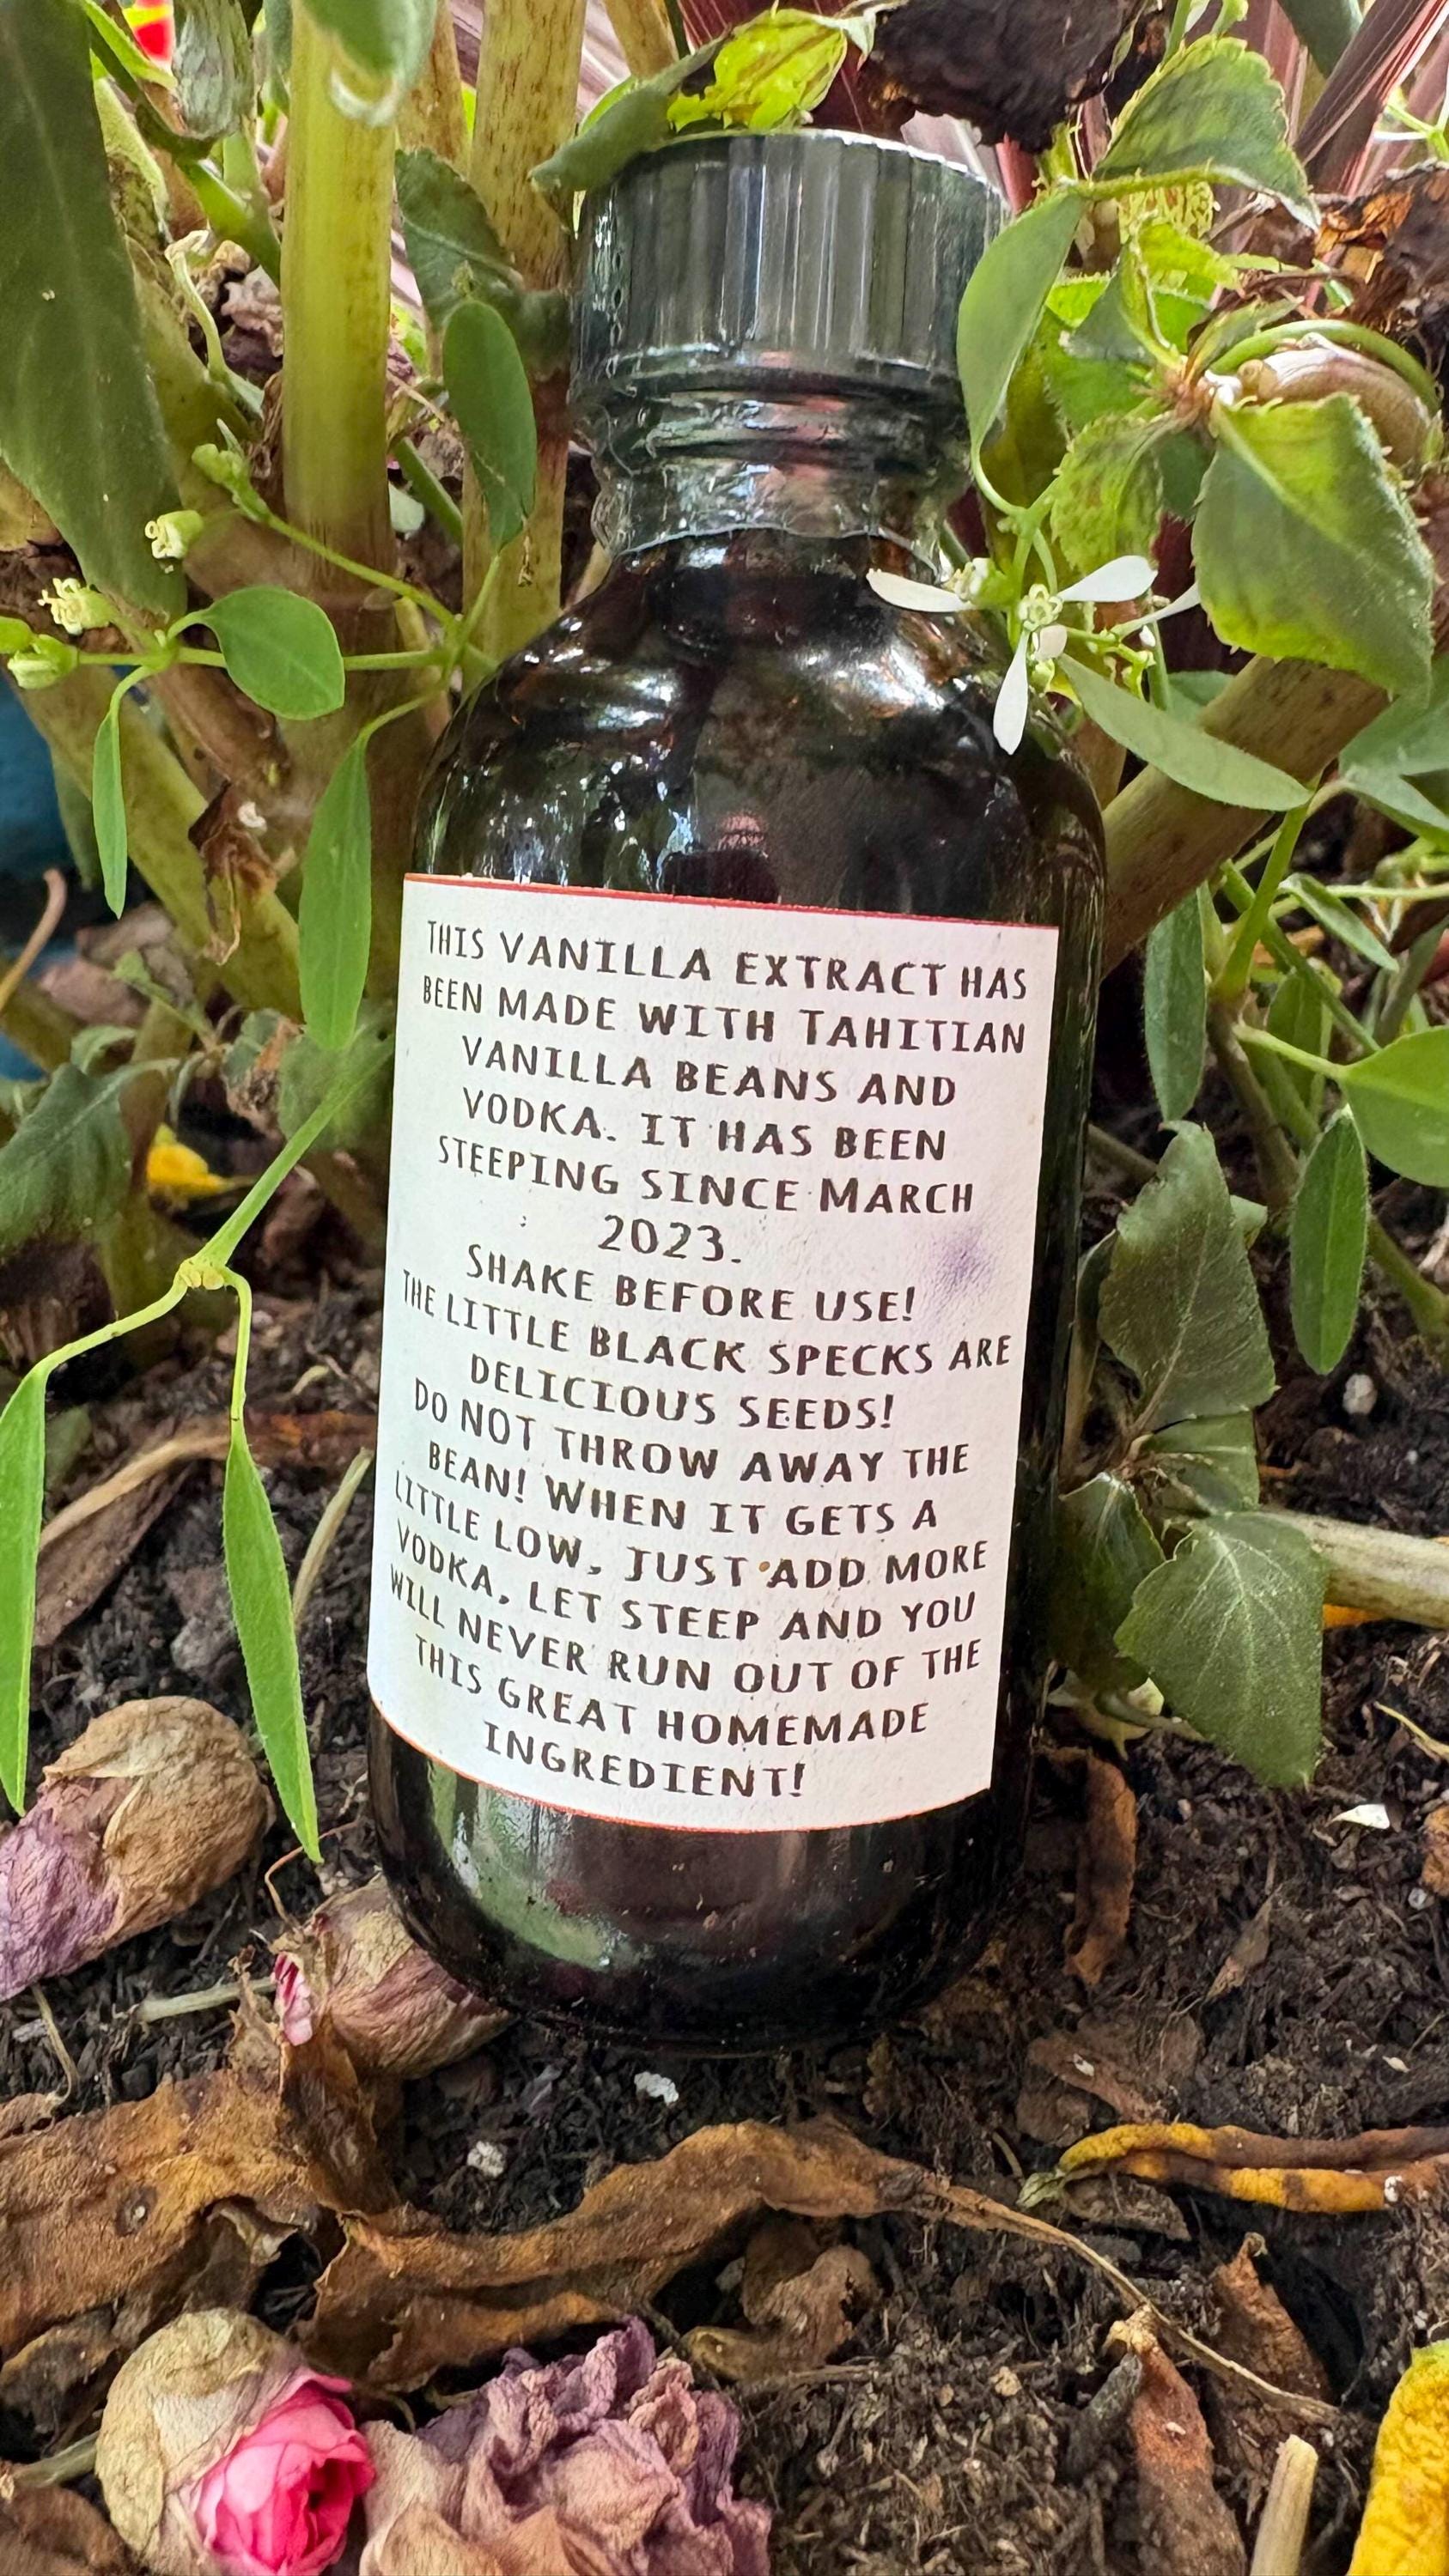 THIS VANILLA EXTRACT HAS
BEEN MADE WITH TAHITIAN
VANILLA BEANS AND
VODKA. IT HAS BEEN
STEEPING SINCE MARCH
2023.
SHAKE BEFORE USE!
THE LITTLE BLACK SPECKS ARE
DELICIOUS SEEDS!
DO NOT THROW AWAY THE
BEAN! WHEN IT GETS A
LITTLE LOW, JUST ADD MORE
VODKA, LET STEEP AND YOU
WILL NEVER RUN OUT OF THE
THIS GREAT HOMEMADE
INGREDIENT!